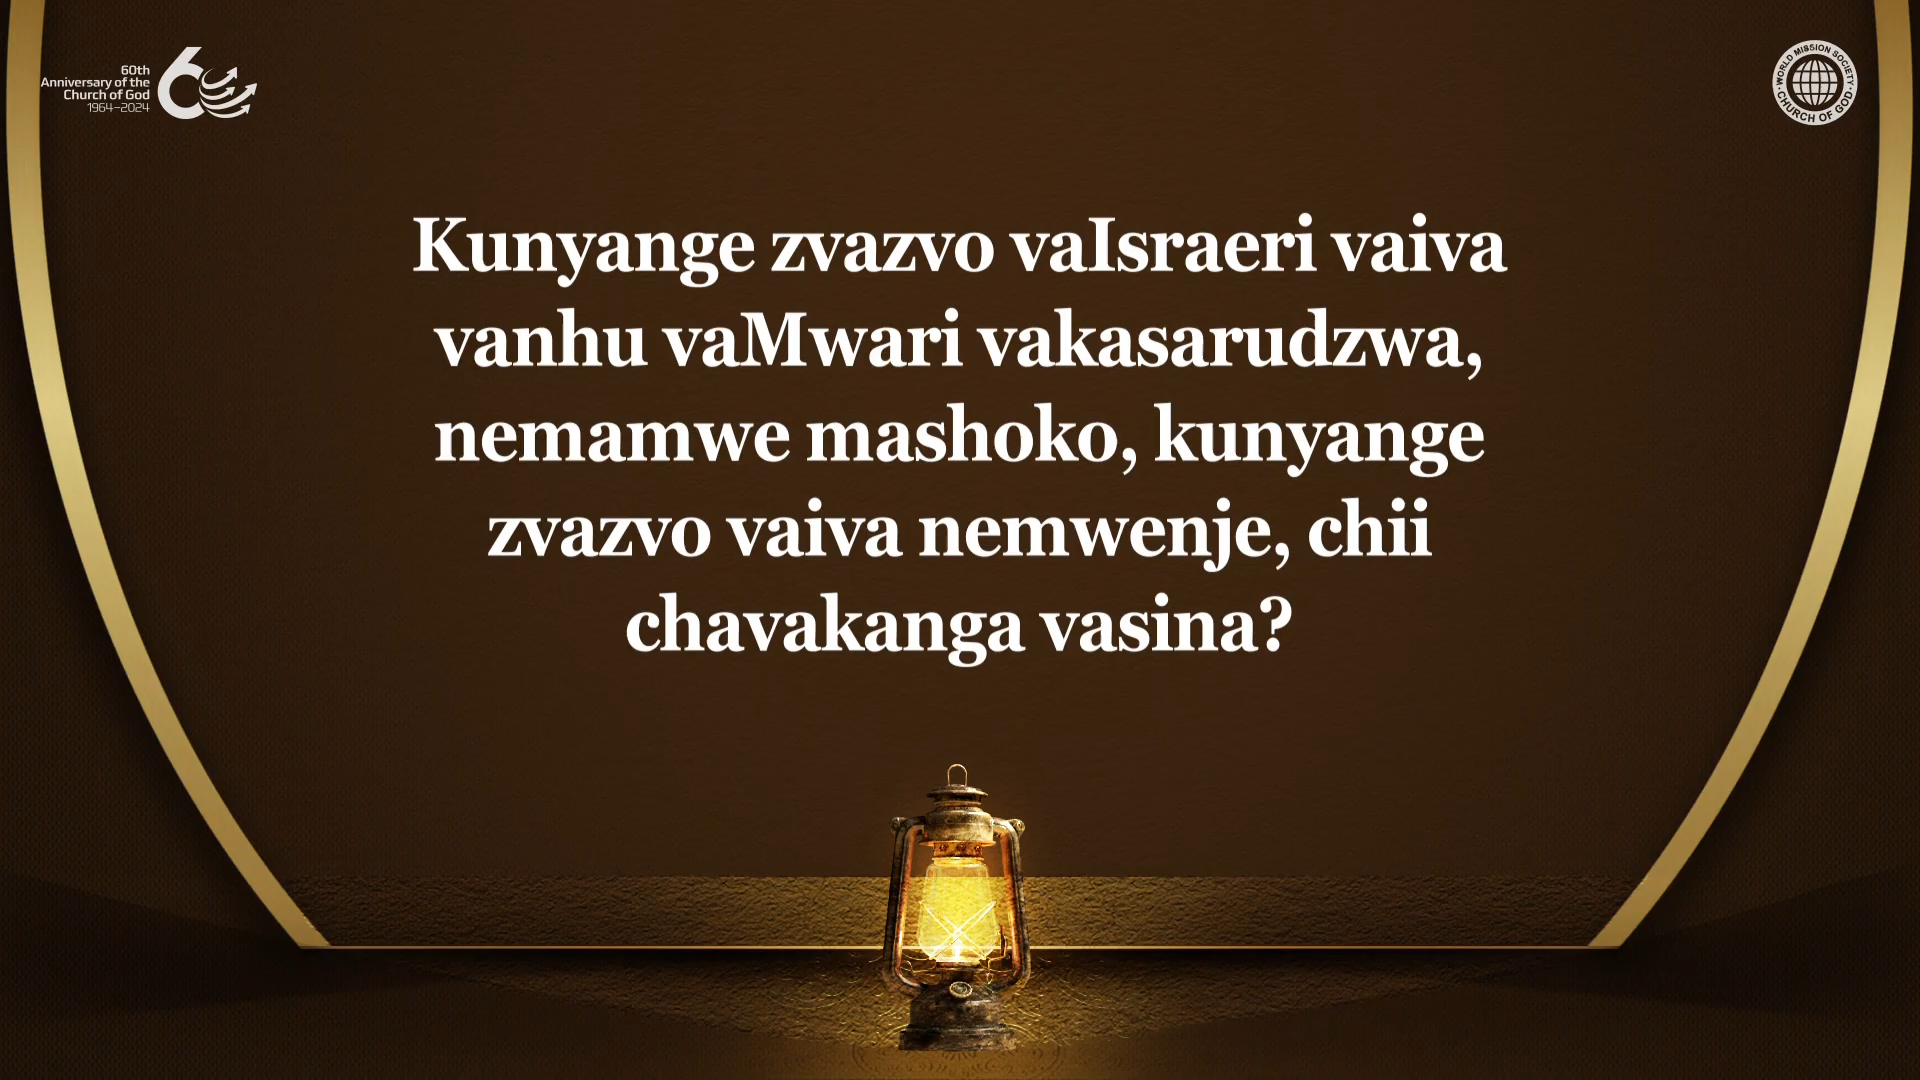 60th
Anniversary of the
Church of God
1964–2024
60
WORLD MISSION SOCIETY
CHURCH OF GOD
Kunyange zvazvo vaIsraeri vaiva
vanhu vaMwari vakasarudzwa,
nemamwe mashoko, kunyange
zvazvo vaiva nemwenje, chii
chavakanga vasina?